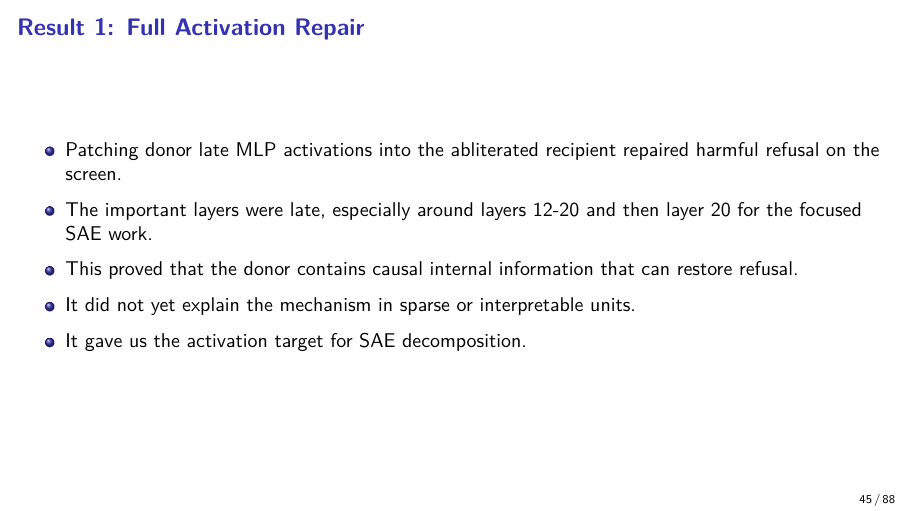 Result 1: Full Activation Repair
Patching donor late MLP activations into the abliterated recipient repaired harmful refusal on the
screen.
The important layers were late, especially around layers 12-20 and then layer 20 for the focused
SAE work.
This proved that the donor contains causal internal information that can restore refusal.
It did not yet explain the mechanism in sparse or interpretable units.
It gave us the activation target for SAE decomposition.
45 / 88